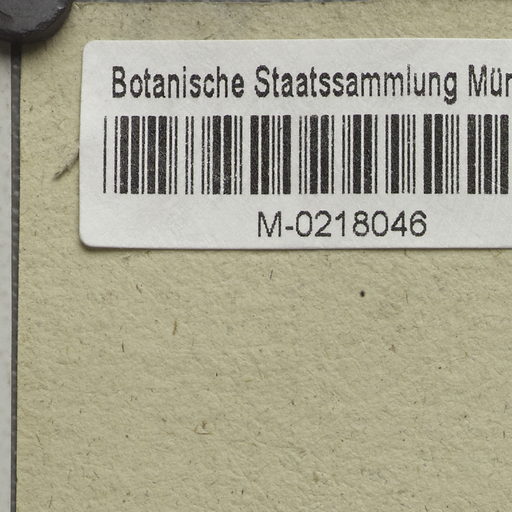 Botanische Staatssammlung Mün
M-0218046